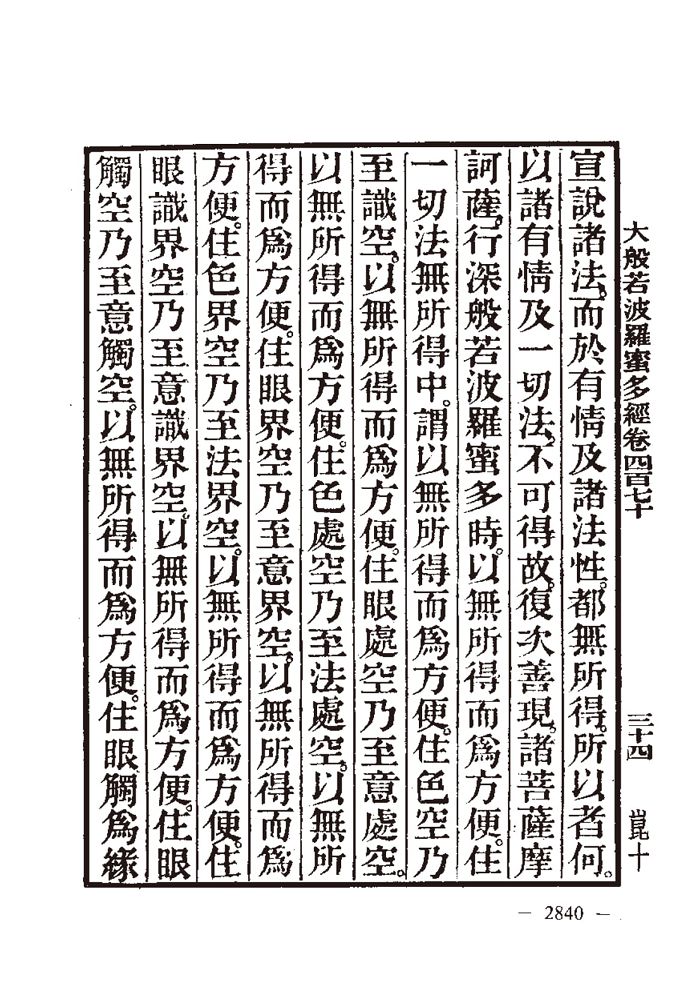 大般若波羅蜜多經卷四百七十 三十四 崑十
宣說諸法。而於有情及諸法性。都無所得。所以者何。
以諸有情及一切法。不可得故。復次善現。諸菩薩摩
訶薩。行深般若波羅蜜多時。以無所得而爲方便。住
一切法無所得中。謂以無所得而爲方便。住色空乃
至識空。以無所得而爲方便。住眼處空乃至意處空。
以無所得而爲方便。住色處空乃至法處空。以無所
得而爲方便。住眼界空乃至意界空。以無所得而爲
方便。住色界空乃至法界空。以無所得而爲方便。住
眼識界空乃至意識界空。以無所得而爲方便。住眼
觸空乃至意觸空。以無所得而爲方便。住眼觸爲緣
— 2840 —